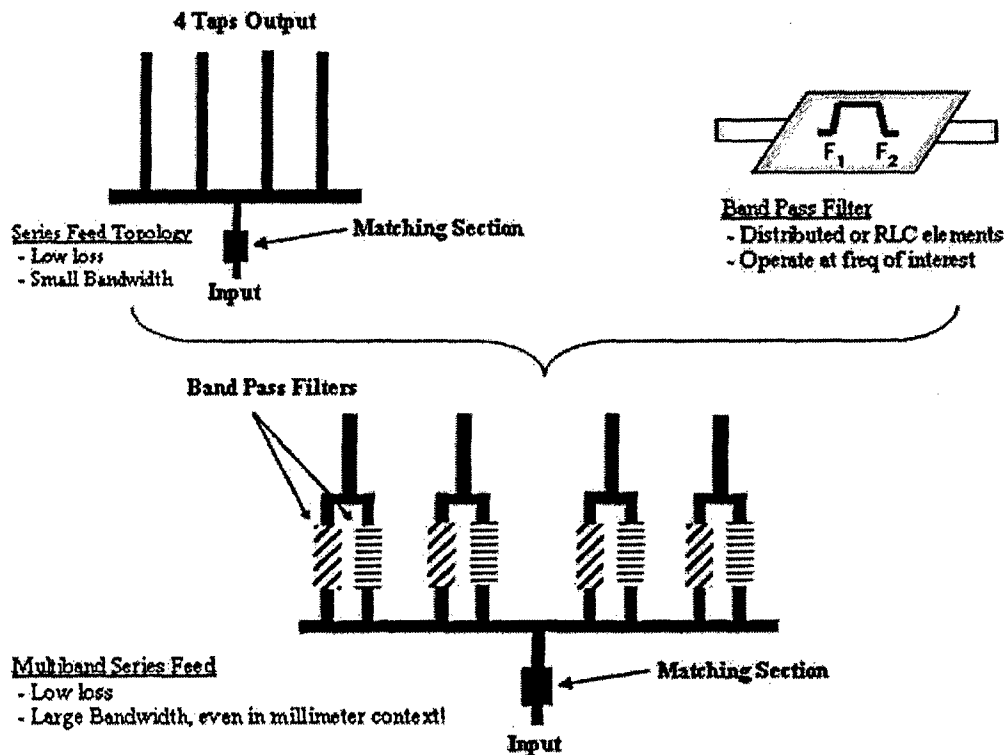 4 Taps Output
Series Feed Topology
- Low loss
- Small Bandwidth
Matching Section
Input
F1 F2
Band Pass Filter
- Distributed or RLC elements
- Operate at freq of interest
Band Pass Filters
Multiband Series Feed
- Low loss
- Large Bandwidth, even in millimeter context!
Matching Section
Input